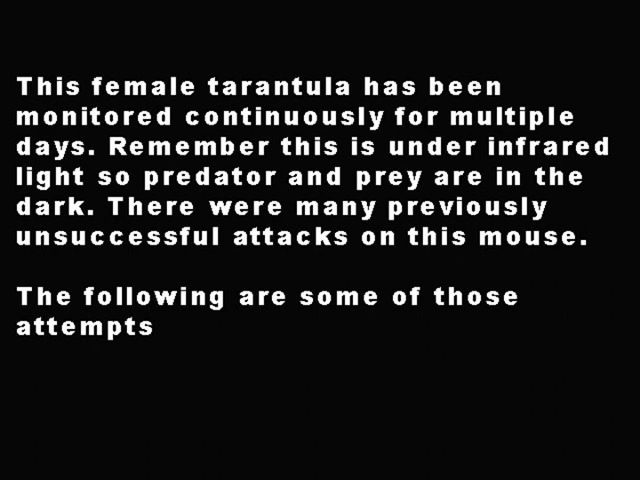 This female tarantula has been
monitored continuously for multiple
days. Remember this is under infrared
light so predator and prey are in the
dark. There were many previously
unsuccessful attacks on this mouse.
The following are some of those
attempts